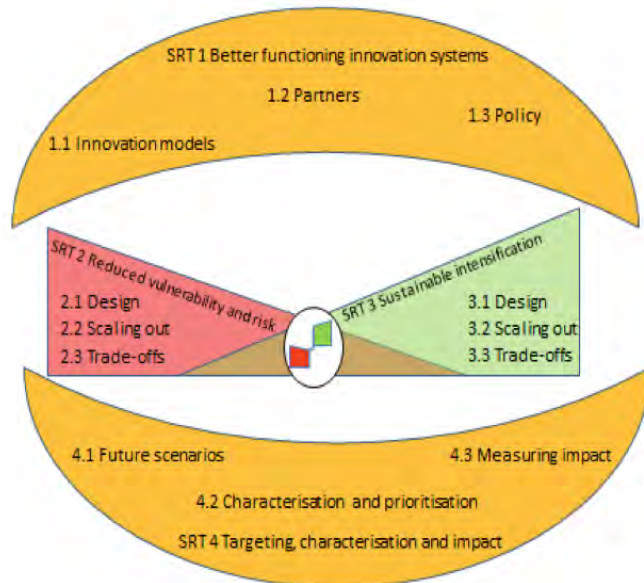 SRT 1 Better functioning innovation systems
1.2 Partners
1.3 Policy
1.1 Innovation models
SRT 2 Reduced vulnerability and risk
2.1 Design
2.2 Scaling out
2.3 Trade-offs
SRT 3 Sustainable intensification
3.1 Design
3.2 Scaling out
3.3 Trade-offs
4.1 Future scenarios
4.3 Measuring impact
4.2 Characterisation and prioritisation
SRT 4 Targeting, characterisation and impact